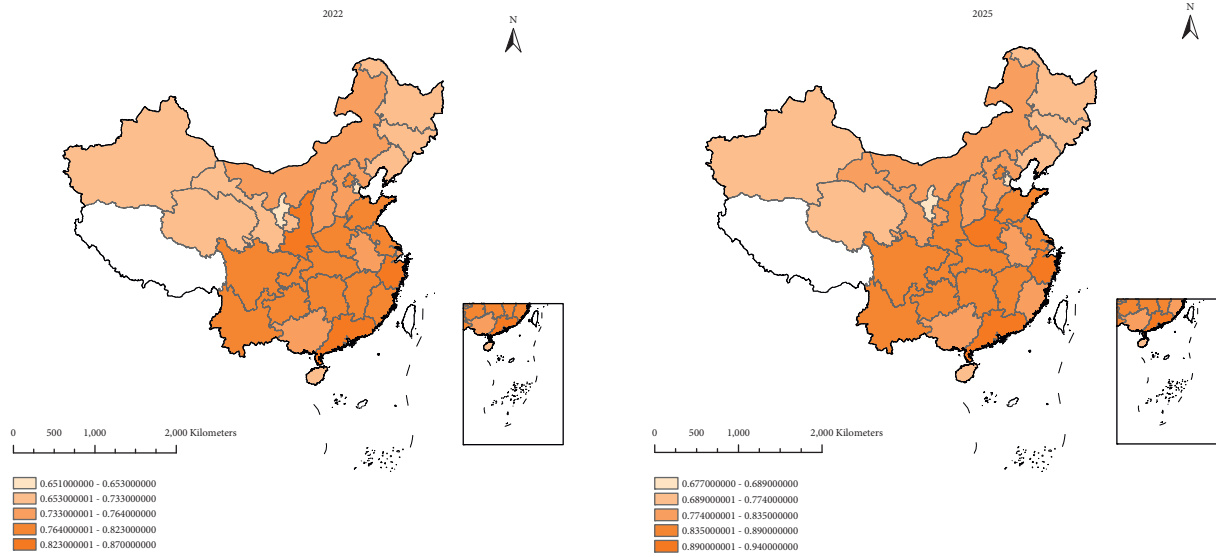 2022
N
0 500 1,000 2,000 Kilometers
0.651000000 - 0.653000000
0.653000001 - 0.733000000
0.733000001 - 0.764000000
0.764000001 - 0.823000000
0.823000001 - 0.870000000
2025
N
0 500 1,000 2,000 Kilometers
0.677000000 - 0.689000000
0.689000001 - 0.774000000
0.774000001 - 0.835000000
0.835000001 - 0.890000000
0.890000001 - 0.940000000